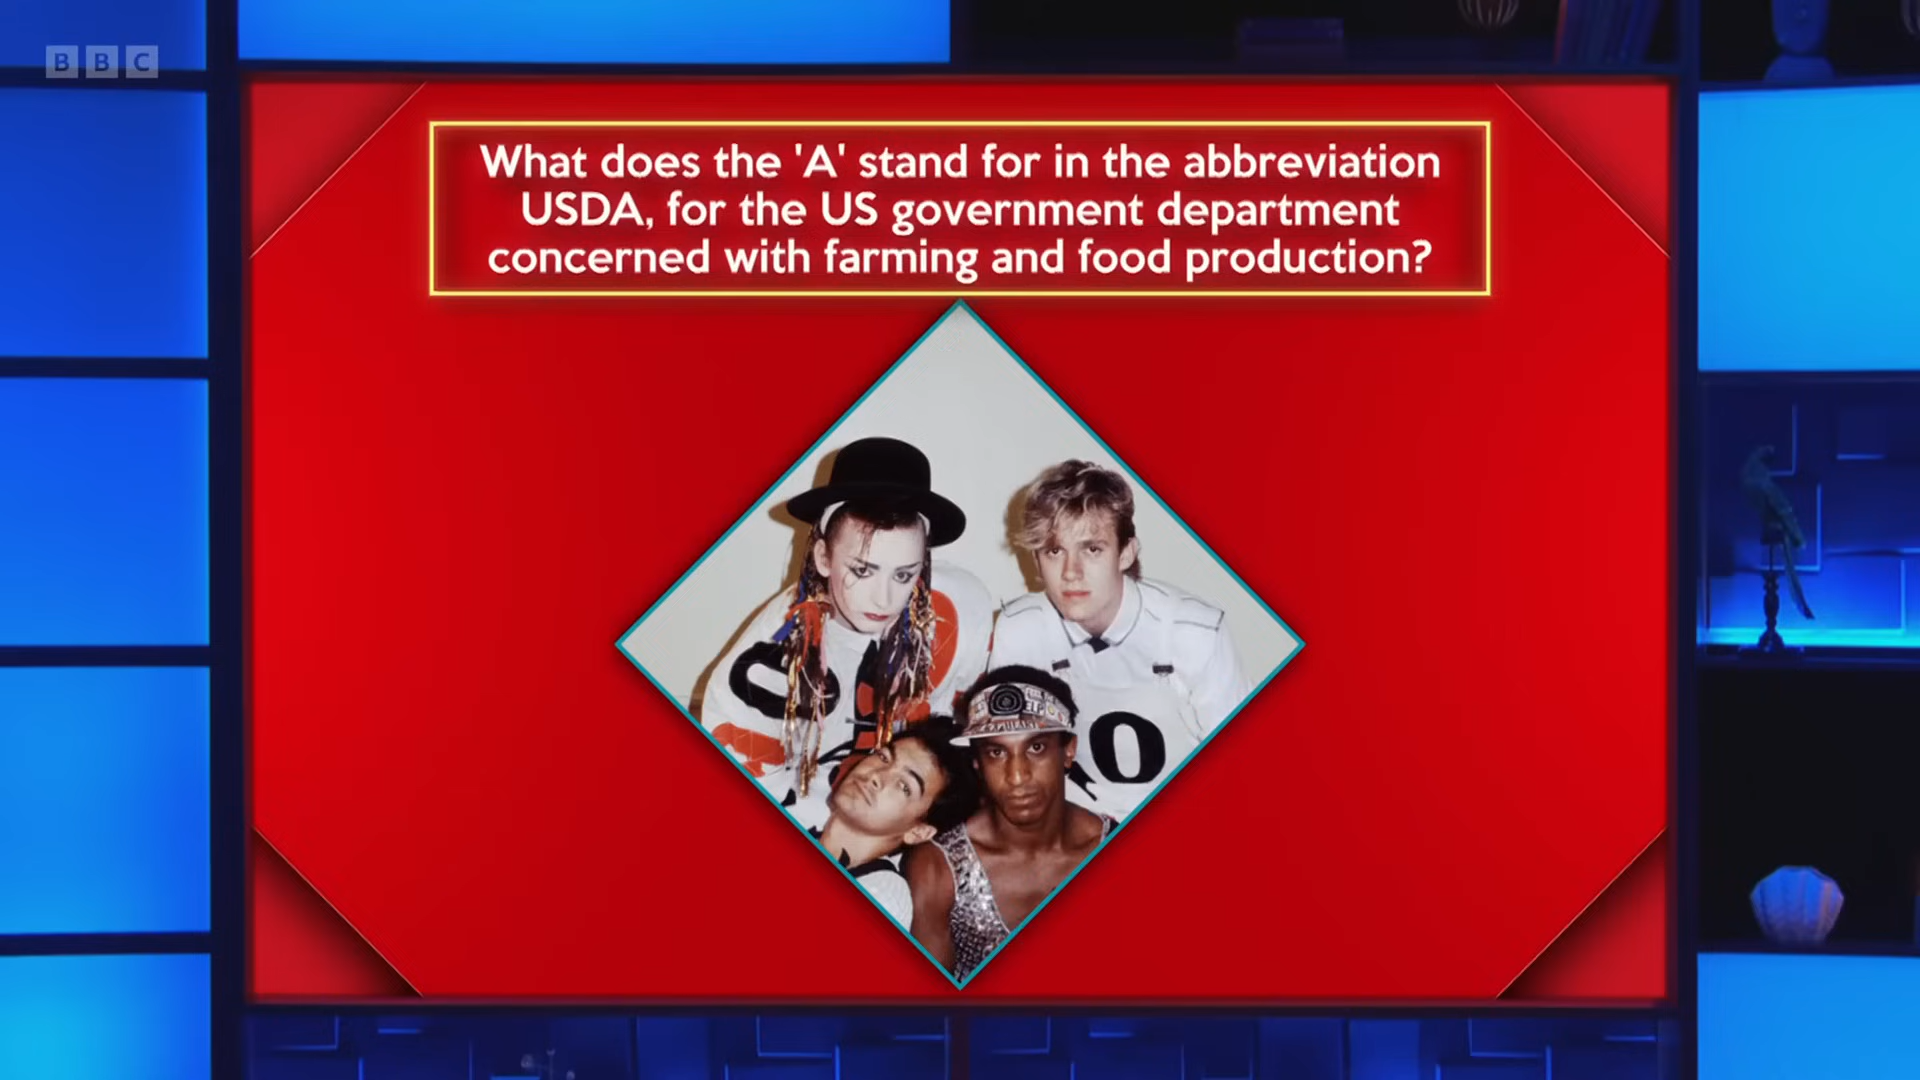 BBC
What does the 'A' stand for in the abbreviation
USDA, for the US government department
concerned with farming and food production?